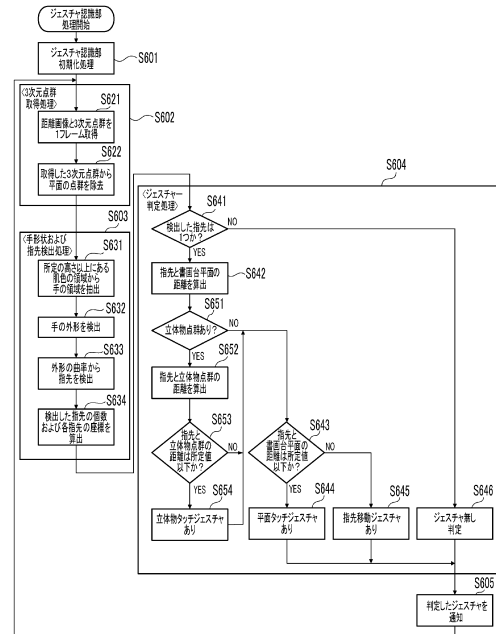 ジェスチャ認識部
処理開始
ジェスチャ認識部
初期化処理
S601
〈3次元点群
取得処理〉
S621
S602
距離画像と3次元点群を
1フレーム取得
S622
取得した3次元点群から
平面の点群を除去
S603
〈手形状および
指先検出処理〉
S631
所定の高さ以上にある
肌色の領域から
手の領域を抽出
S632
手の外形を検出
S633
外形の曲率から
指先を検出
S634
検出した指先の個数
および各指先の座標を
算出
S604
〈ジェスチャー
判定処理〉
S641
検出した指先は
1つか?
NO
YES
S642
指先と書画台平面の
距離を算出
S651
立体物点群あり?
NO
YES
S652
指先と立体物点群の
距離を算出
S653
指先と
立体物点群の
距離は所定値
以下か?
NO
YES
S654
立体物タッチジェスチャ
あり
S643
指先と
書画台平面の
距離は所定値
以下か?
NO
YES
S644
平面タッチジェスチャ
あり
S645
指先移動ジェスチャ
あり
S646
ジェスチャ無し
判定
S605
判定したジェスチャを
通知